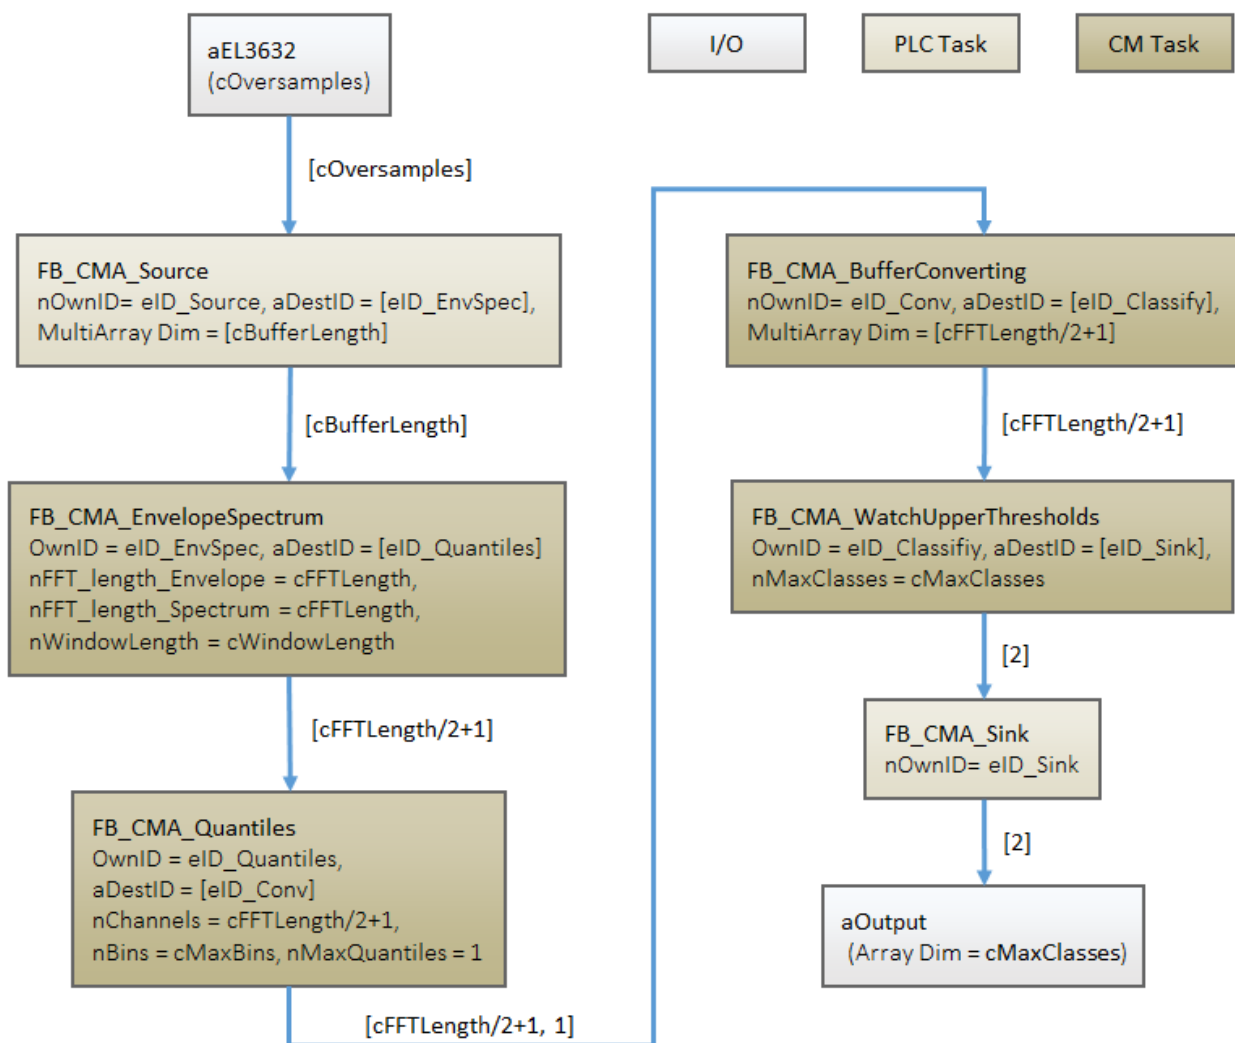 aEL3632
(cOversamples)
I/O
PLC Task
CM Task
[cOversamples]
FB_CMA_Source
nOwnID= eID_Source, aDestID = [eID_EnvSpec],
MultiArray Dim = [cBufferLength]
[cBufferLength]
FB_CMA_EnvelopeSpectrum
OwnID = eID_EnvSpec, aDestID = [eID_Quantiles]
nFFT_length_Envelope = cFFTLength,
nFFT_length_Spectrum = cFFTLength,
nWindowLength = cWindowLength
[cFFTLength/2+1]
FB_CMA_Quantiles
OwnID = eID_Quantiles,
aDestID = [eID_Conv]
nChannels = cFFTLength/2+1,
nBins = cMaxBins, nMaxQuantiles = 1
[cFFTLength/2+1, 1]
FB_CMA_BufferConverting
nOwnID= eID_Conv, aDestID = [eID_Classify],
MultiArray Dim = [cFFTLength/2+1]
[cFFTLength/2+1]
FB_CMA_WatchUpperThresholds
OwnID = eID_Classifiy, aDestID = [eID_Sink],
nMaxClasses = cMaxClasses
[2]
FB_CMA_Sink
nOwnID= eID_Sink
[2]
aOutput
(Array Dim = cMaxClasses)